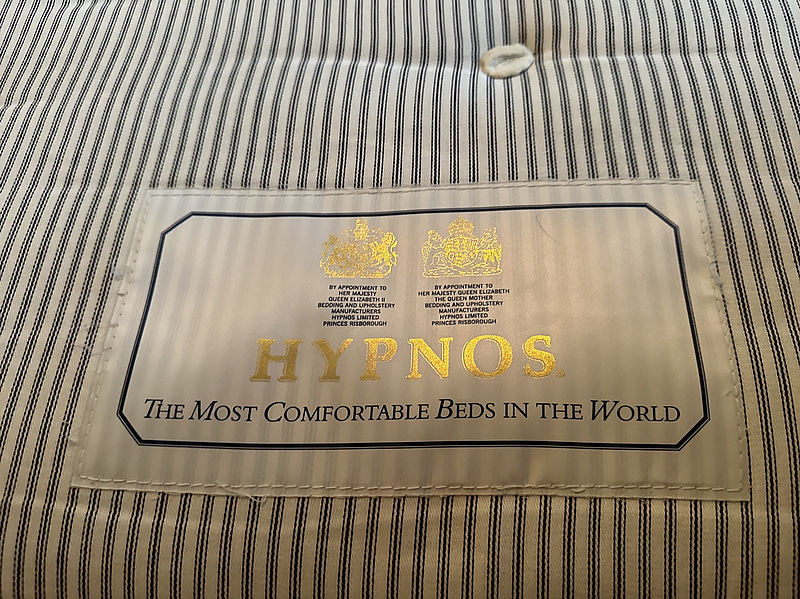 BY APPOINTMENT TO
HER MAJESTY
QUEEN ELIZABETH II
BEDDING AND UPHOLSTERY
MANUFACTURERS
HYPNOS LIMITED
PRINCES RISBOROUGH
BY APPOINTMENT TO
HER MAJESTY QUEEN ELIZABETH
THE QUEEN MOTHER
BEDDING AND UPHOLSTERY
MANUFACTURERS
HYPNOS LIMITED
PRINCES RISBOROUGH
HYPNOS®
THE MOST COMFORTABLE BEDS IN THE WORLD